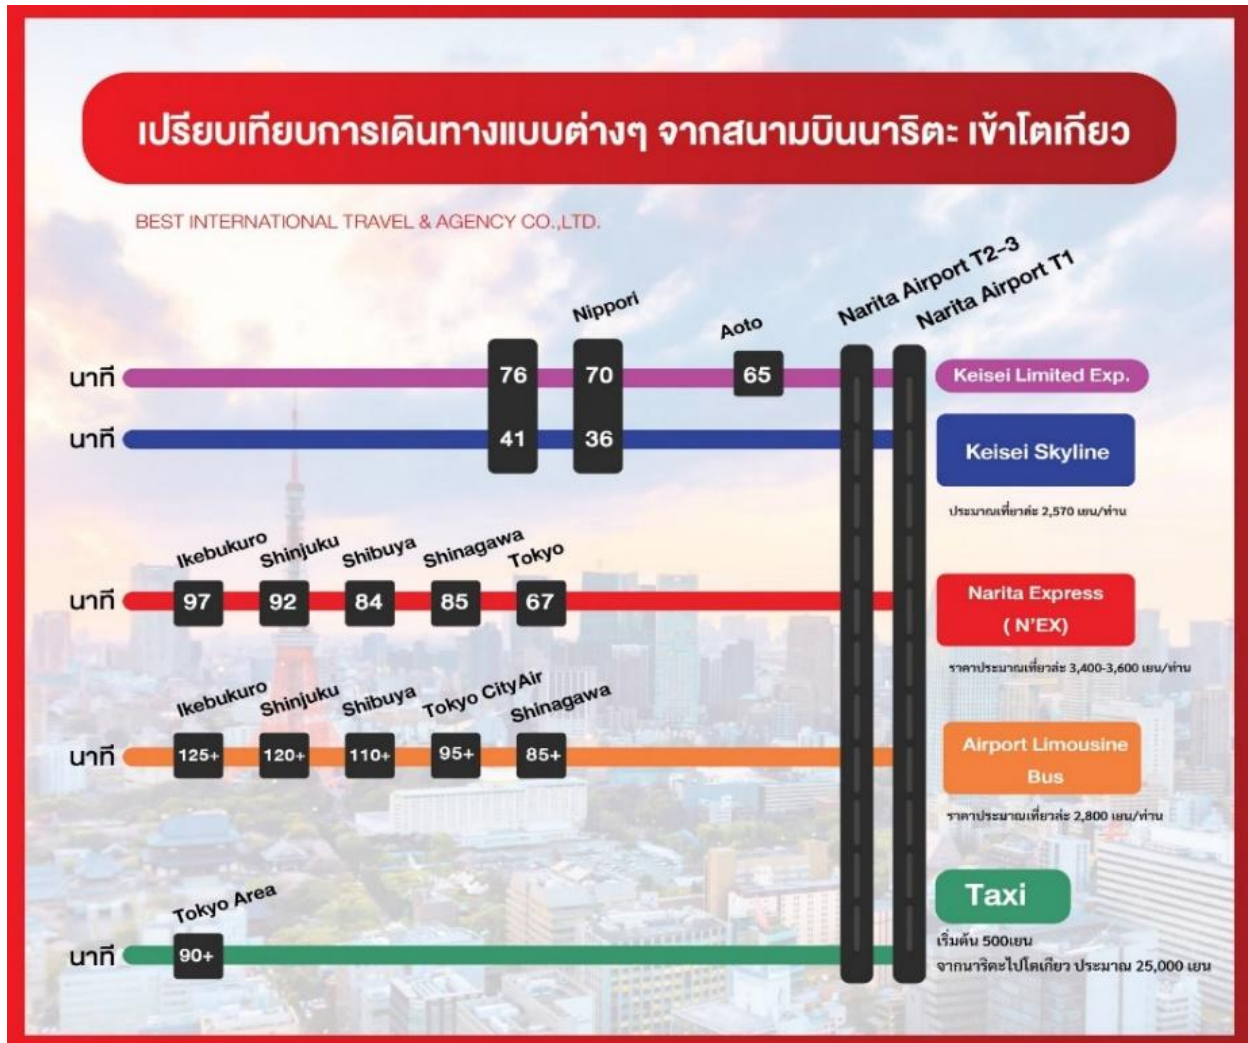 เปรียบเทียบการเดินทางแบบต่างๆ จากสนามบินนาริตะ เข้าโตเกียว
BEST INTERNATIONAL TRAVEL & AGENCY CO.,LTD.
Narita Airport T2-3
Narita Airport T1
Nippori
Aoto
นาที 76 70 65 Keisei Limited Exp.
นาที 41 36 Keisei Skyline
ประมาณเที่ยวล่ะ 2,570 เยน/ท่าน
Ikebukuro Shinjuku Shibuya Shinagawa Tokyo
นาที 97 92 84 85 67 Narita Express
( N'EX)
ราคาประมาณเที่ยวล่ะ 3,400-3,600 เยน/ท่าน
Ikebukuro Shinjuku Shibuya Tokyo CityAir Shinagawa
นาที 125+ 120+ 110+ 95+ 85+ Airport Limousine
Bus
ราคาประมาณเที่ยวล่ะ 2,800 เยน/ท่าน
Tokyo Area
Taxi
เริ่มต้น 500เยน
นาที 90+
จากนาริตะไปโตเกียว ประมาณ 25,000 เยน